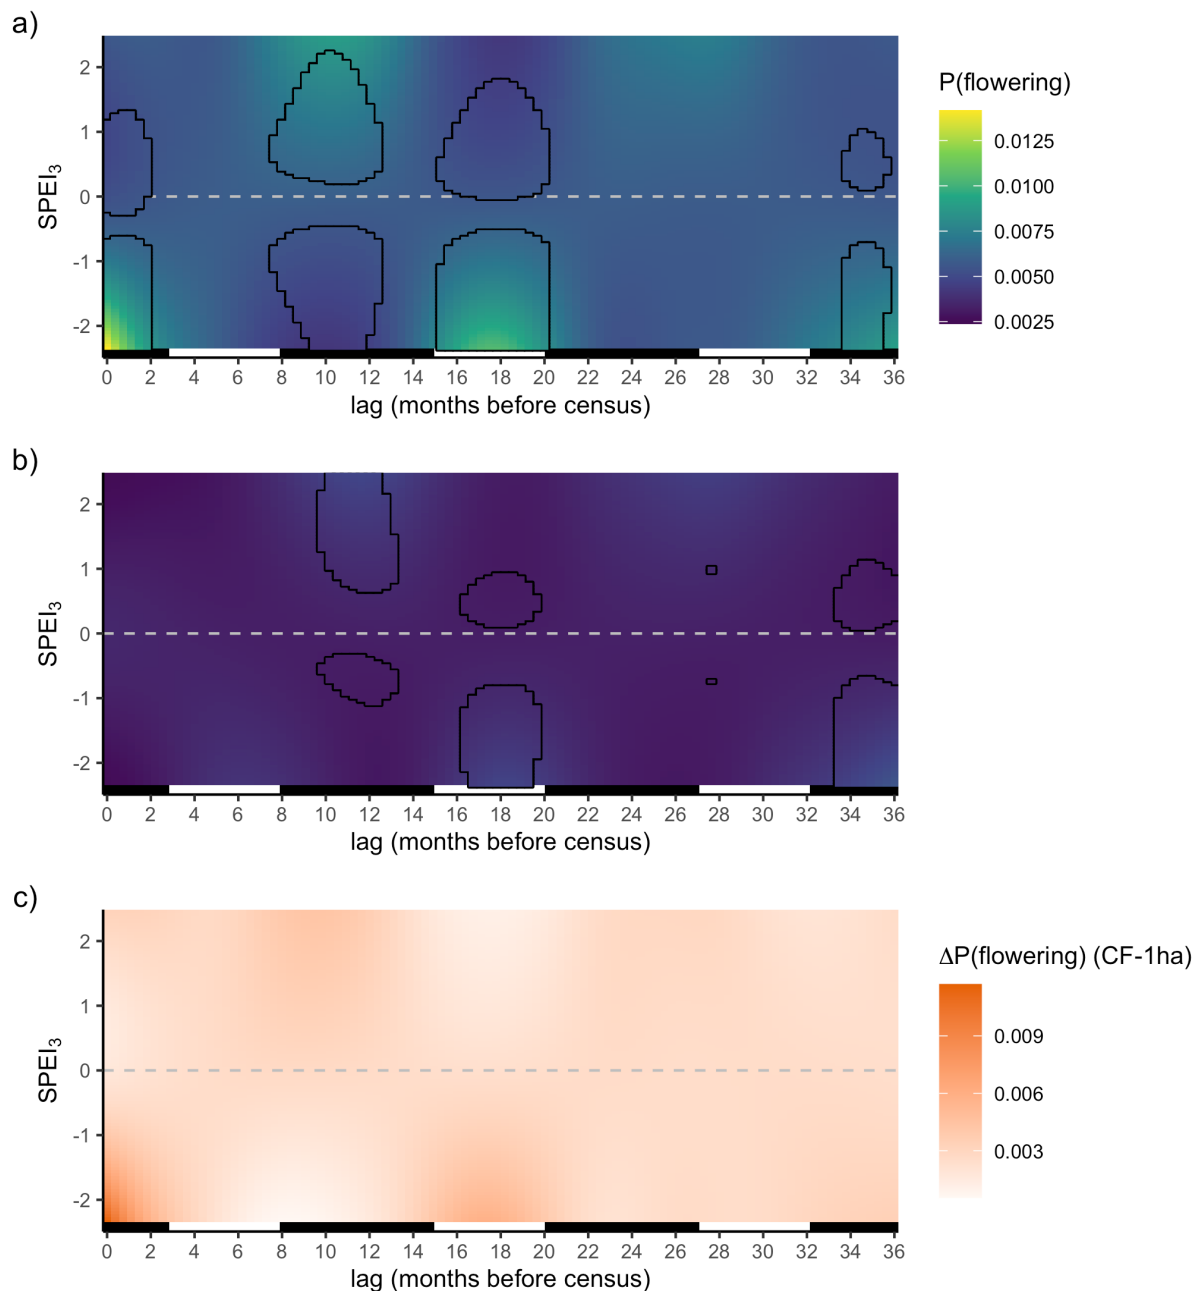 a)
2
1
0
-1
-2
SPEI₃
0 2 4 6 8 10 12 14 16 18 20 22 24 26 28 30 32 34 36
lag (months before census)
P(flowering)
0.0125
0.0100
0.0075
0.0050
0.0025
b)
2
1
0
-1
-2
SPEI₃
0 2 4 6 8 10 12 14 16 18 20 22 24 26 28 30 32 34 36
lag (months before census)
c)
2
1
0
-1
-2
SPEI₃
0 2 4 6 8 10 12 14 16 18 20 22 24 26 28 30 32 34 36
lag (months before census)
ΔP(flowering) (CF-1ha)
0.009
0.006
0.003